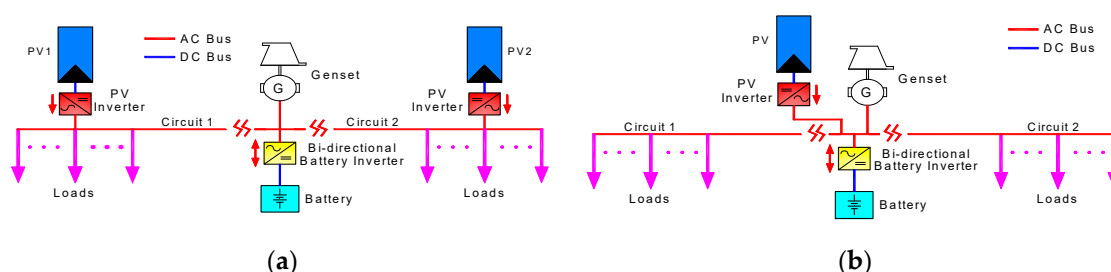 PV1
AC Bus
DC Bus
Genset
G
PV2
PV
Inverter
PV
Inverter
Circuit 1
Circuit 2
Bi-directional
Battery Inverter
Loads
Battery
Loads
(a)
PV
Genset
G
AC Bus
DC Bus
PV
Inverter
Circuit 1
Circuit 2
Bi-directional
Battery Inverter
Loads
Battery
Loads
(b)